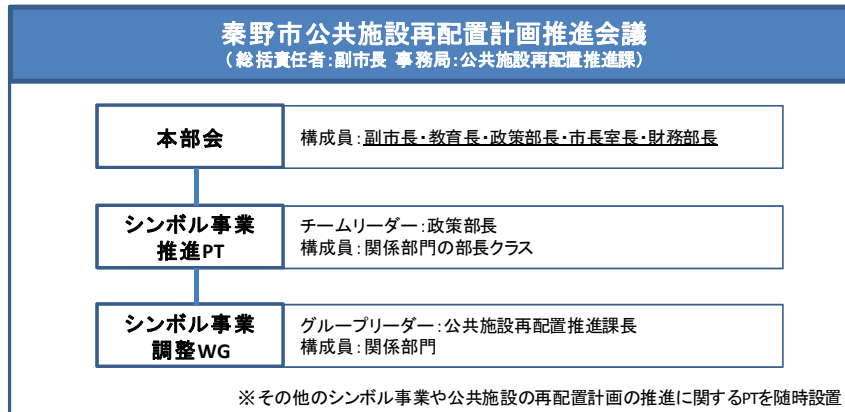 秦野市公共施設再配置計画推進会議
（総括責任者：副市長 事務局：公共施設再配置推進課）
本部会
構成員：副市長・教育長・政策部長・市長室長・財務部長
シンボル事業
推進PT
チームリーダー：政策部長
構成員：関係部門の部長クラス
シンボル事業
調整WG
グループリーダー：公共施設再配置推進課長
構成員：関係部門
※その他のシンボル事業や公共施設の再配置計画の推進に関するPTを随時設置